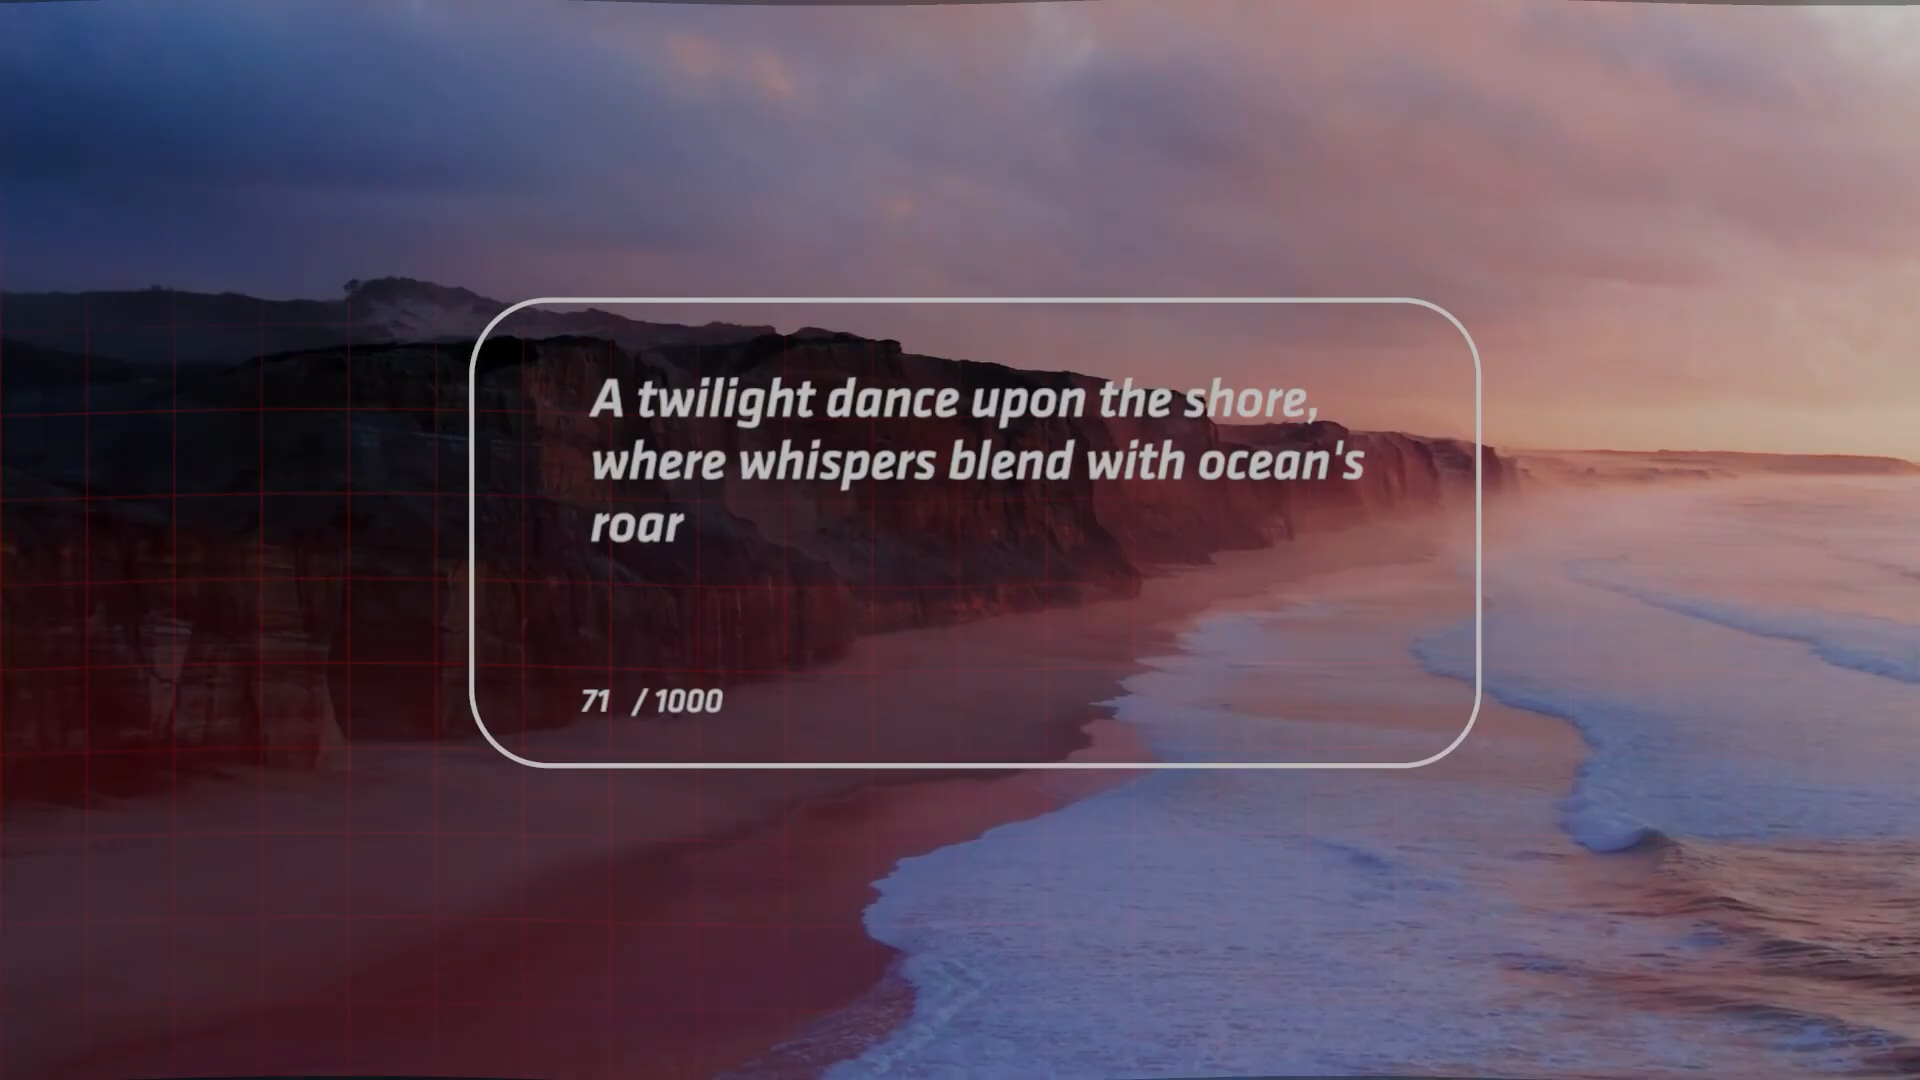 A twilight dance upon the shore,
where whispers blend with ocean's
roar
71 / 1000